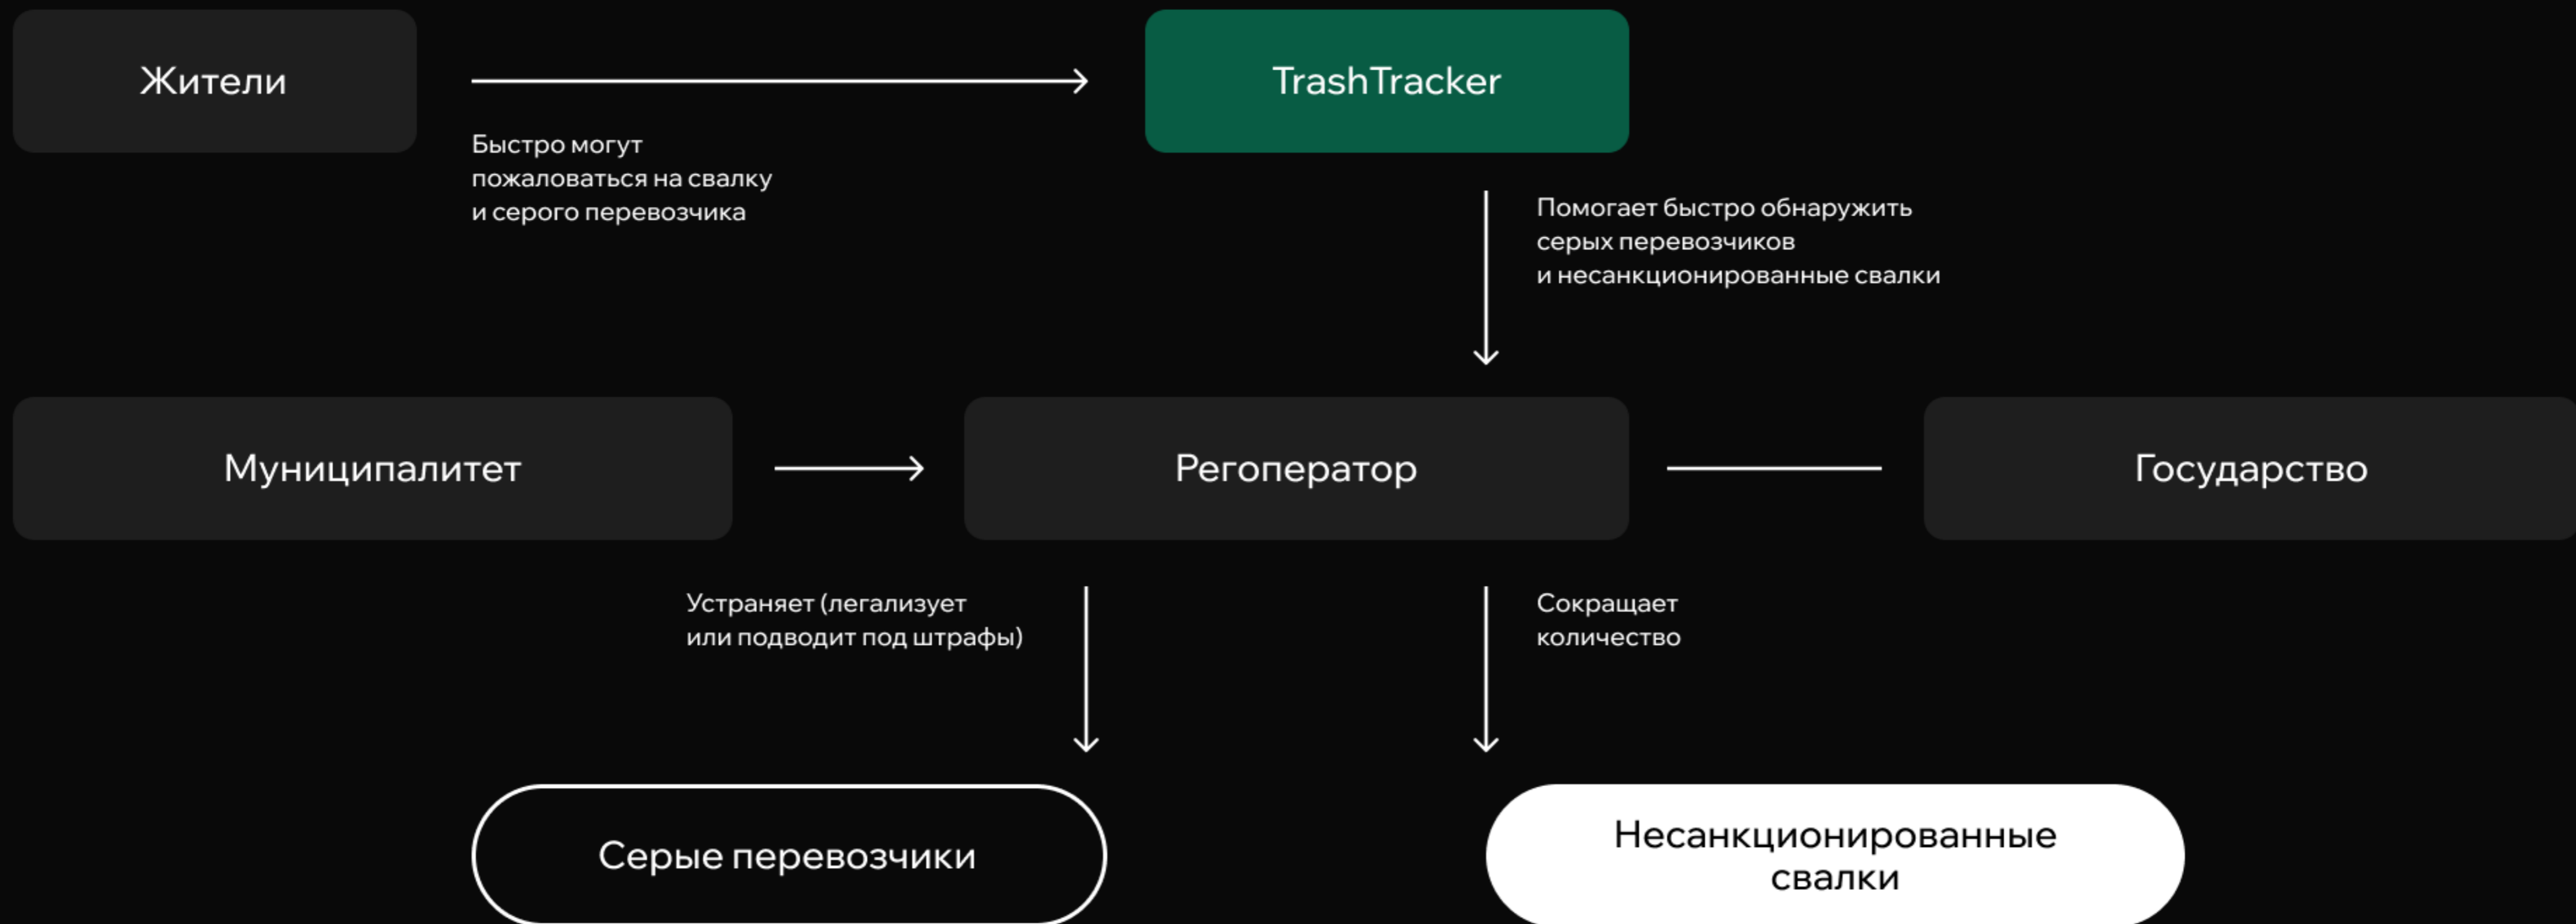 Жители
TrashTracker
Быстро могут
пожаловаться на свалку
и серого перевозчика
Помогает быстро обнаружить
серых перевозчиков
и несанкционированные свалки
Муниципалитет
Регоператор
Государство
Устраняет (легализует
или подводит под штрафы)
Сокращает
количество
Серые перевозчики
Несанкционированные
свалки